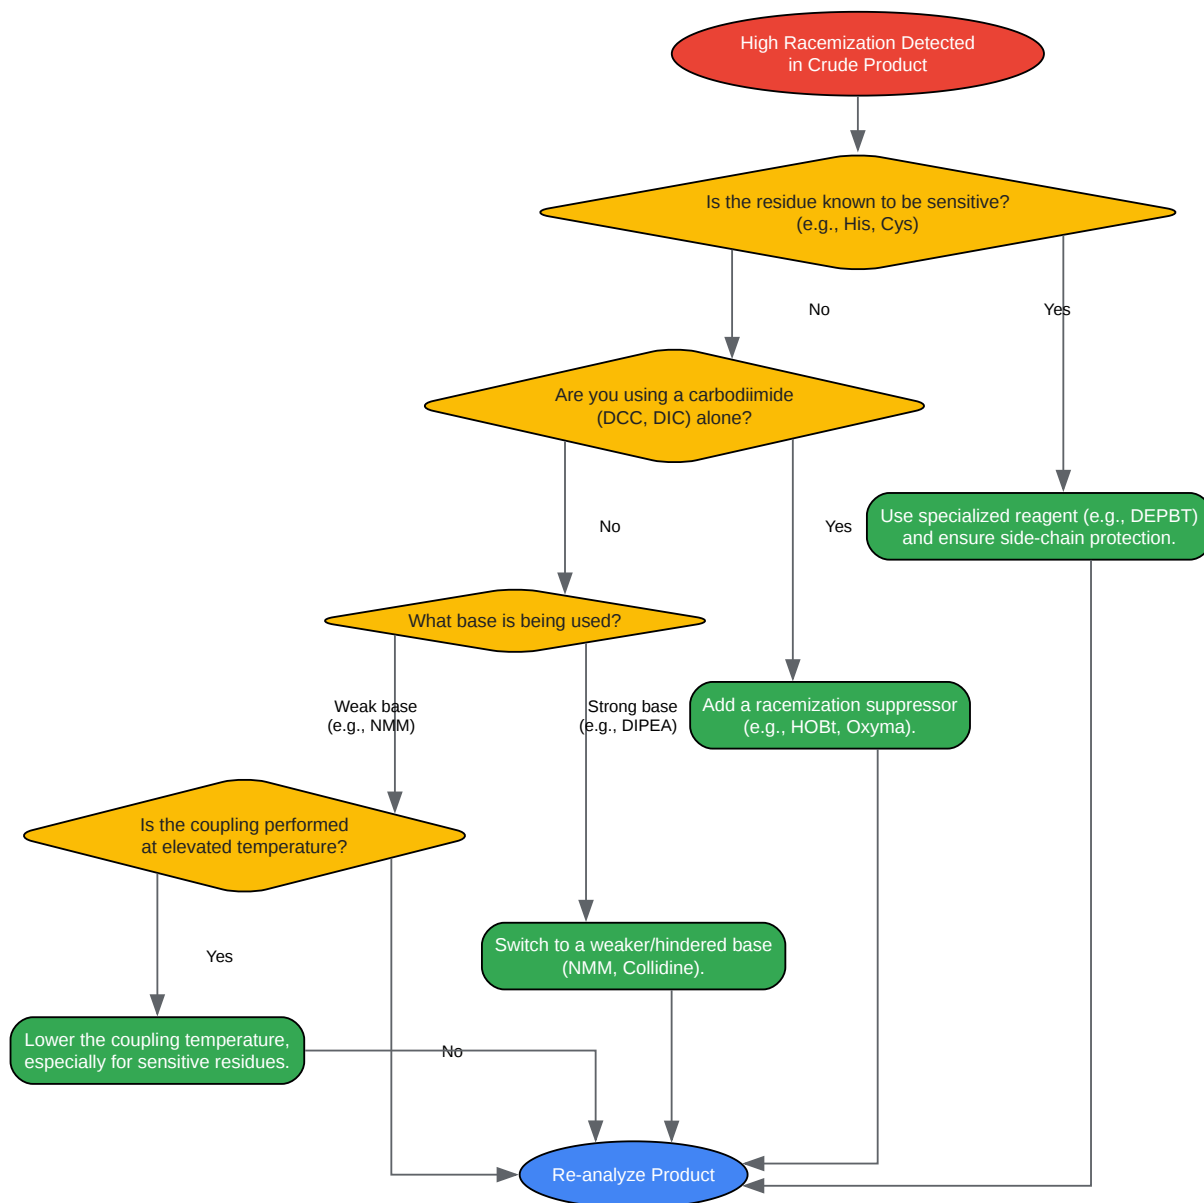 High Racemization Detected
in Crude Product
Is the residue known to be sensitive?
(e.g., His, Cys)
No
Yes
Are you using a carbodiimide
(DCC, DIC) alone?
No
Yes
Use specialized reagent (e.g., DEPBT)
and ensure side-chain protection.
What base is being used?
Weak base
(e.g., NMM)
Strong base
(e.g., DIPEA)
Add a racemization suppressor
(e.g., HOBt, Oxyma).
Is the coupling performed
at elevated temperature?
Yes
Switch to a weaker/hindered base
(NMM, Collidine).
Lower the coupling temperature,
especially for sensitive residues.
No
Re-analyze Product